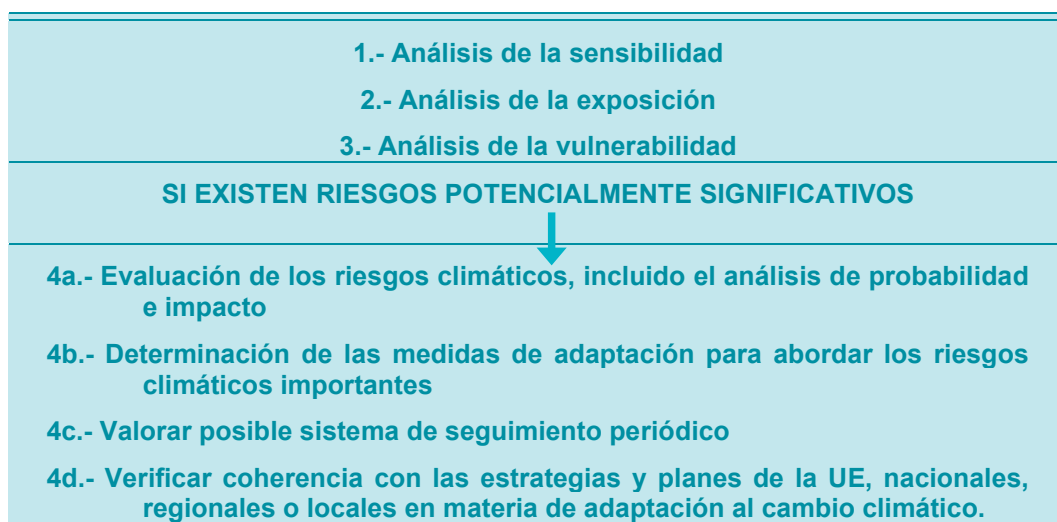 1.- Análisis de la sensibilidad
2.- Análisis de la exposición
3.- Análisis de la vulnerabilidad
SI EXISTEN RIESGOS POTENCIALMENTE SIGNIFICATIVOS
4a.- Evaluación de los riesgos climáticos, incluido el análisis de probabilidad
e impacto
4b.- Determinación de las medidas de adaptación para abordar los riesgos
climáticos importantes
4c.- Valorar posible sistema de seguimiento periódico
4d.- Verificar coherencia con las estrategias y planes de la UE, nacionales,
regionales o locales en materia de adaptación al cambio climático.